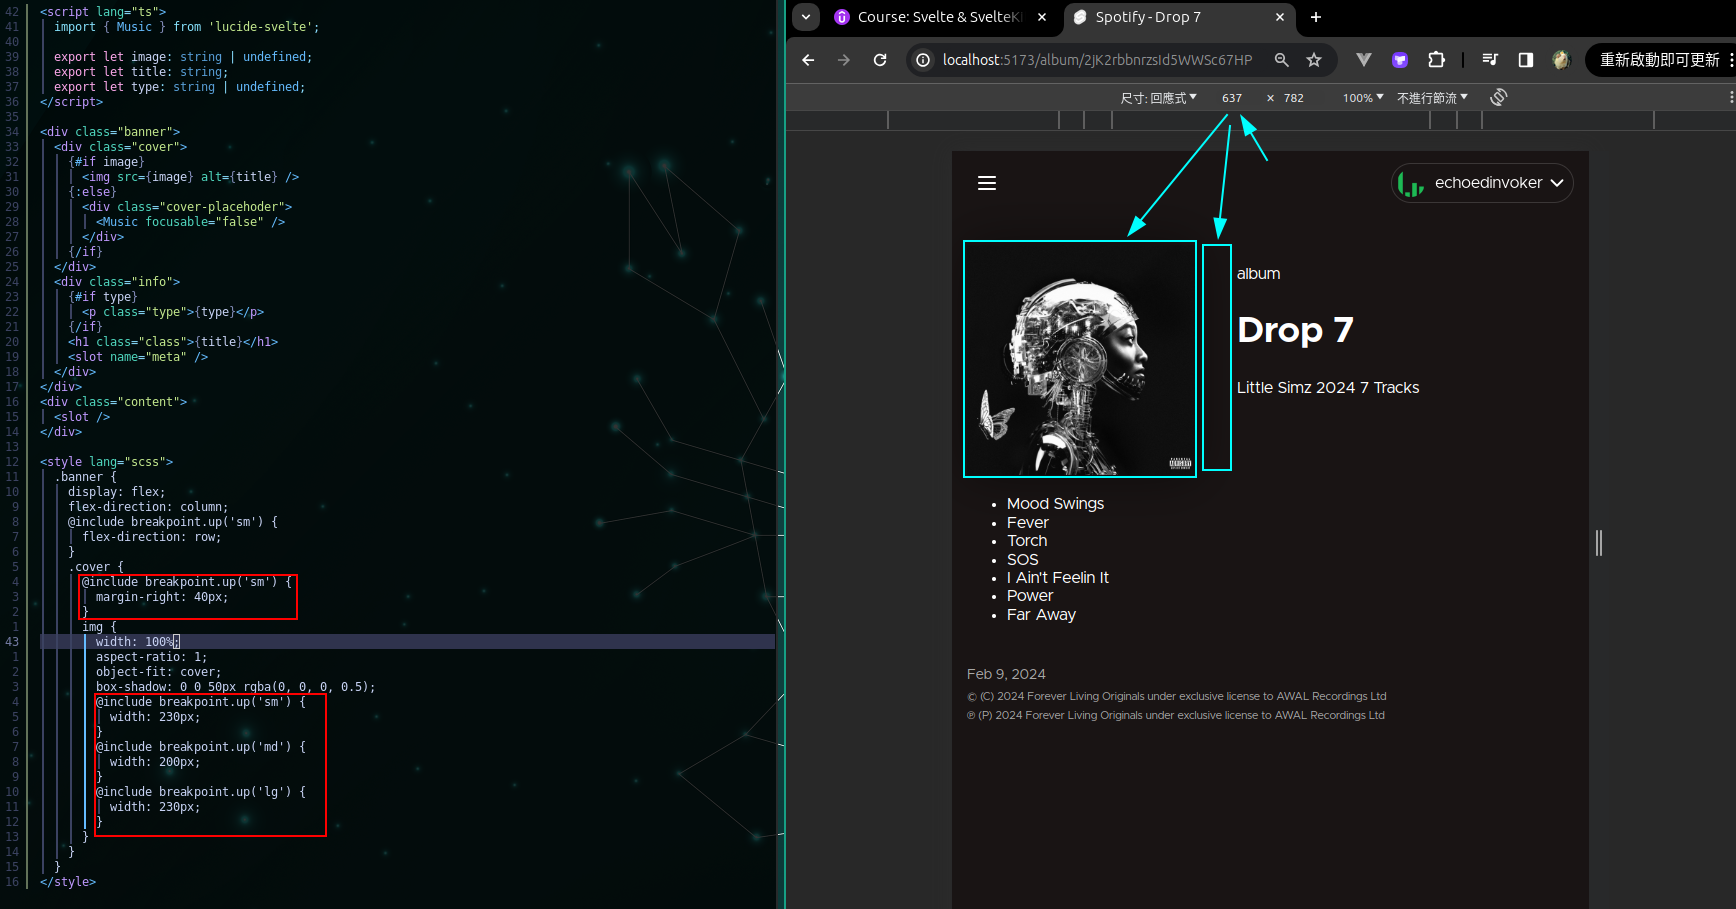 42 <script lang="ts">
41 import { Music } from 'lucide-svelte';
40
39 export let image: string | undefined;
38 export let title: string;
37 export let type: string | undefined;
36 </script>
35
34 <div class="banner">
33 <div class="cover">
32 {#if image}
31 <img src={image} alt={title} />
30 {:else}
29 <div class="cover-placehoder">
28 <Music focusable="false" />
27 </div>
26 {/if}
25 </div>
24 <div class="info">
23 {#if type}
22 <p class="type">{type}</p>
21 {/if}
20 <h1 class="class">{title}</h1>
19 <slot name="meta" />
18 </div>
17 </div>
16 <div class="content">
15 <slot />
14 </div>
13
12 <style lang="scss">
11 .banner {
10 display: flex;
9 flex-direction: column;
8 @include breakpoint.up('sm') {
7 flex-direction: row;
6 }
5 .cover {
4 @include breakpoint.up('sm') {
3 margin-right: 40px;
2 }
1 img {
43 width: 100%;
1 aspect-ratio: 1;
2 object-fit: cover;
3 box-shadow: 0 0 50px rgba(0, 0, 0, 0.5);
4 @include breakpoint.up('sm') {
5 width: 230px;
6 }
7 @include breakpoint.up('md') {
8 width: 200px;
9 }
10 @include breakpoint.up('lg') {
11 width: 230px;
12 }
13 }
14 }
15 }
16 </style>
Course: Svelte & SvelteKi
Spotify - Drop 7
localhost:5173/album/2jK2rbbnrzsId5WWSc67HP
重新啟動即可更新
尺寸: 回應式 637 × 782 100% 不進行節流
echoedinvoker
album
Drop 7
Little Simz 2024 7 Tracks
• Mood Swings
• Fever
• Torch
• SOS
• I Ain't Feelin It
• Power
• Far Away
Feb 9, 2024
© (C) 2024 Forever Living Originals under exclusive license to AWAL Recordings Ltd
℗ (P) 2024 Forever Living Originals under exclusive license to AWAL Recordings Ltd